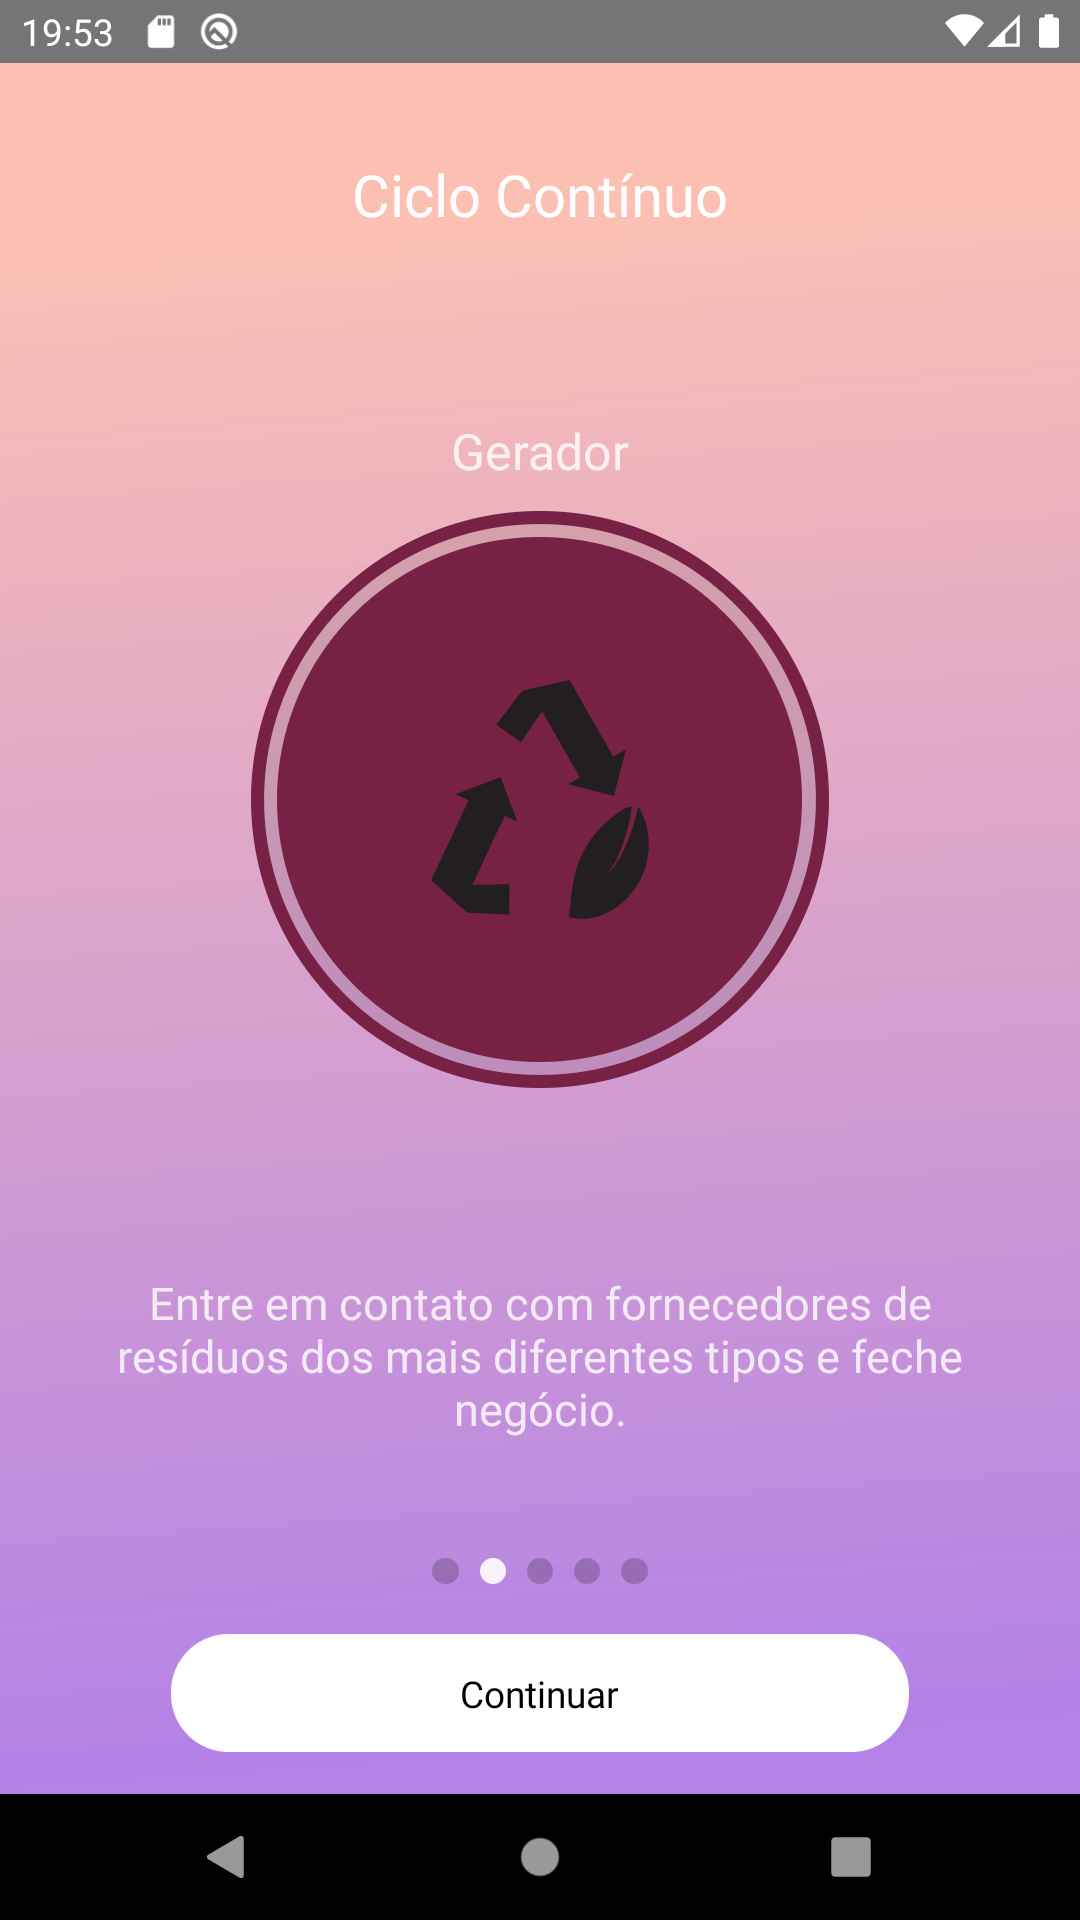 19:53
Ciclo Contínuo
Gerador
Entre em contato com fornecedores de
resíduos dos mais diferentes tipos e feche
negócio.
Continuar